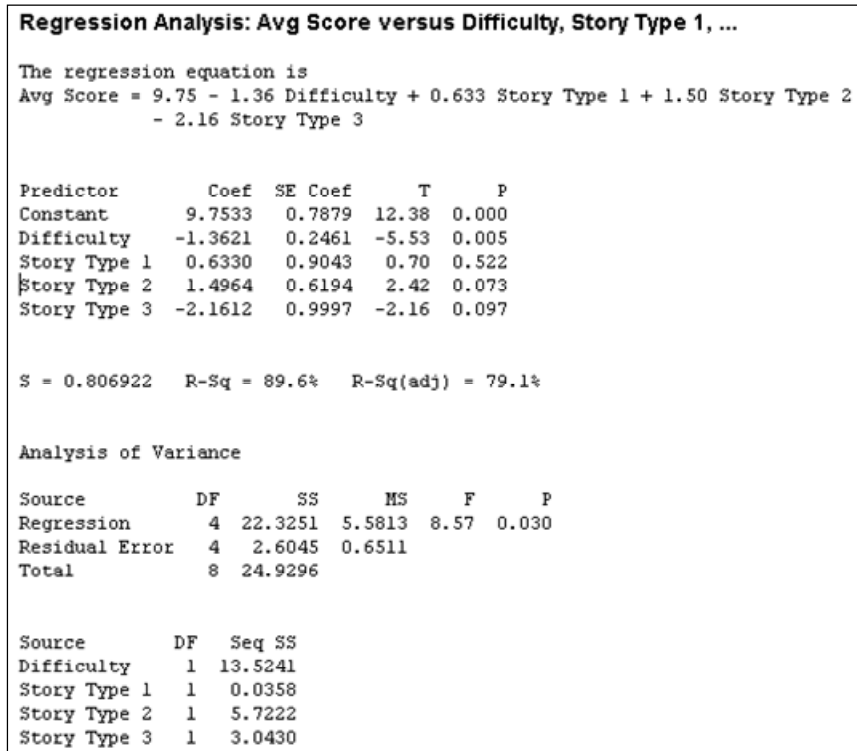 Regression Analysis: Avg Score versus Difficulty, Story Type 1, ...
The regression equation is
Avg Score = 9.75 - 1.36 Difficulty + 0.633 Story Type 1 + 1.50 Story Type 2
- 2.16 Story Type 3
Predictor Coef SE Coef T P
Constant 9.7533 0.7879 12.38 0.000
Difficulty -1.3621 0.2461 -5.53 0.005
Story Type 1 0.6330 0.9043 0.70 0.522
Story Type 2 1.4964 0.6194 2.42 0.073
Story Type 3 -2.1612 0.9997 -2.16 0.097
S = 0.806922 R-Sq = 89.6% R-Sq(adj) = 79.1%
Analysis of Variance
Source DF SS MS F P
Regression 4 22.3251 5.5813 8.57 0.030
Residual Error 4 2.6045 0.6511
Total 8 24.9296
Source DF Seq SS
Difficulty 1 13.5241
Story Type 1 1 0.0358
Story Type 2 1 5.7222
Story Type 3 1 3.0430